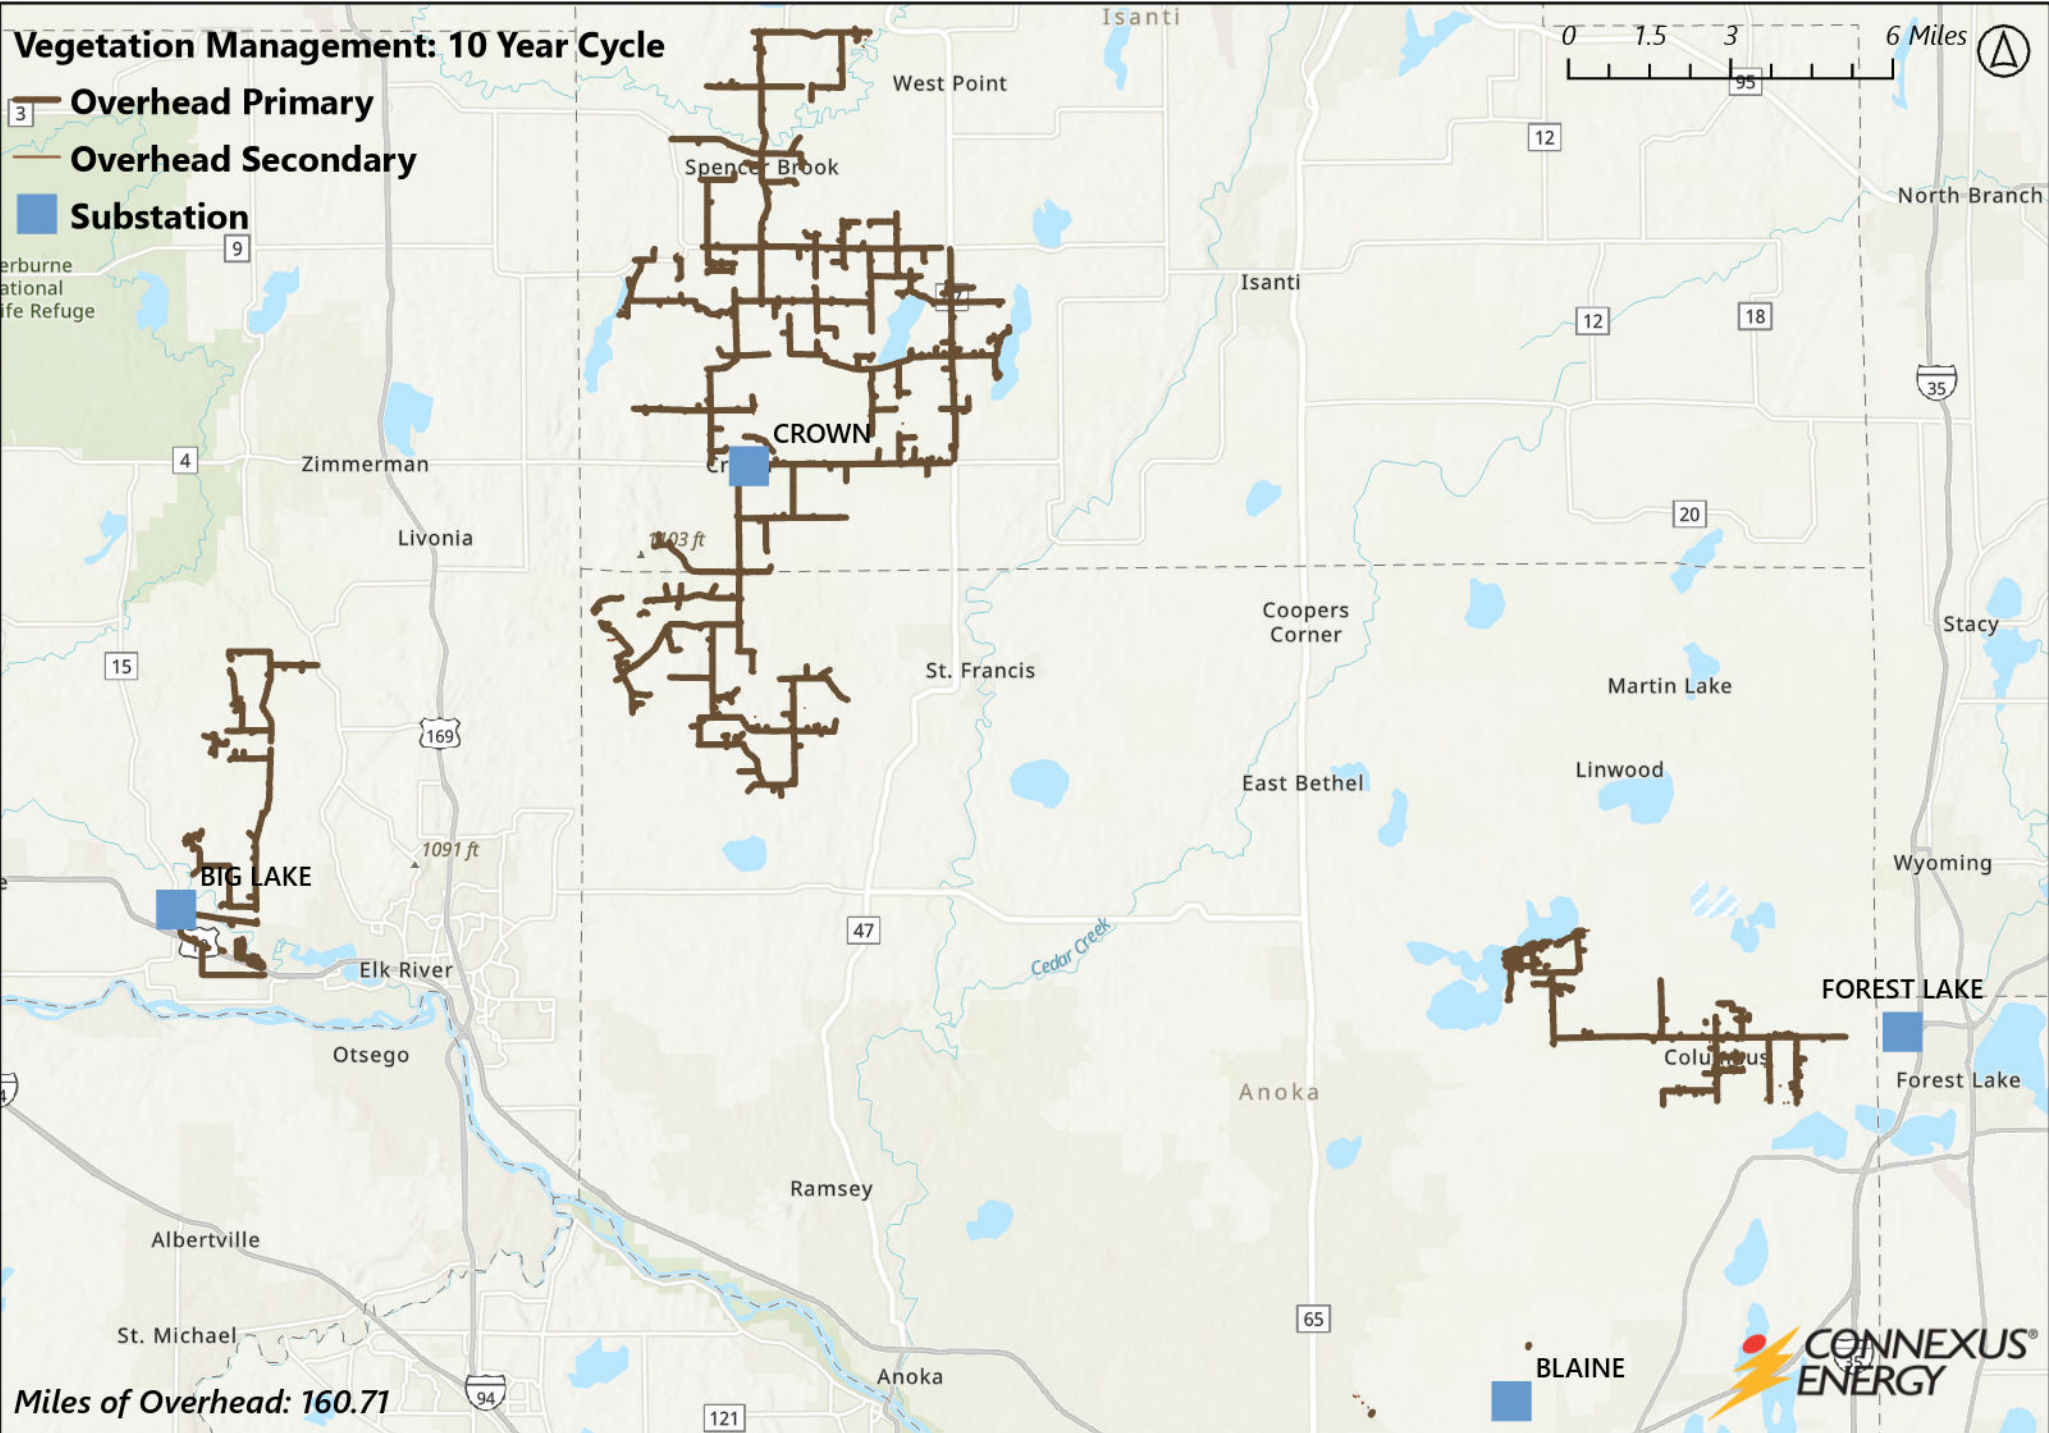 Isanti
0 1.5 3 6 Miles
Vegetation Management: 10 Year Cycle
West Point
95
Overhead Primary
3
12
Overhead Secondary
Spencer Brook
North Branch
Substation
9
erburne
ational
ife Refuge
Isanti
12
18
35
CROWN
4
Zimmerman
20
Livonia
1103 ft
Coopers
Corner
Stacy
15
St. Francis
Martin Lake
169
Linwood
East Bethel
1091 ft
Wyoming
BIG LAKE
47
Cedar Creek
Elk River
FOREST LAKE
Otsego
Columbus
Forest Lake
Anoka
Ramsey
Albertville
65
St. Michael
CONNEXUS®
ENERGY
35
BLAINE
Anoka
94
Miles of Overhead: 160.71
121